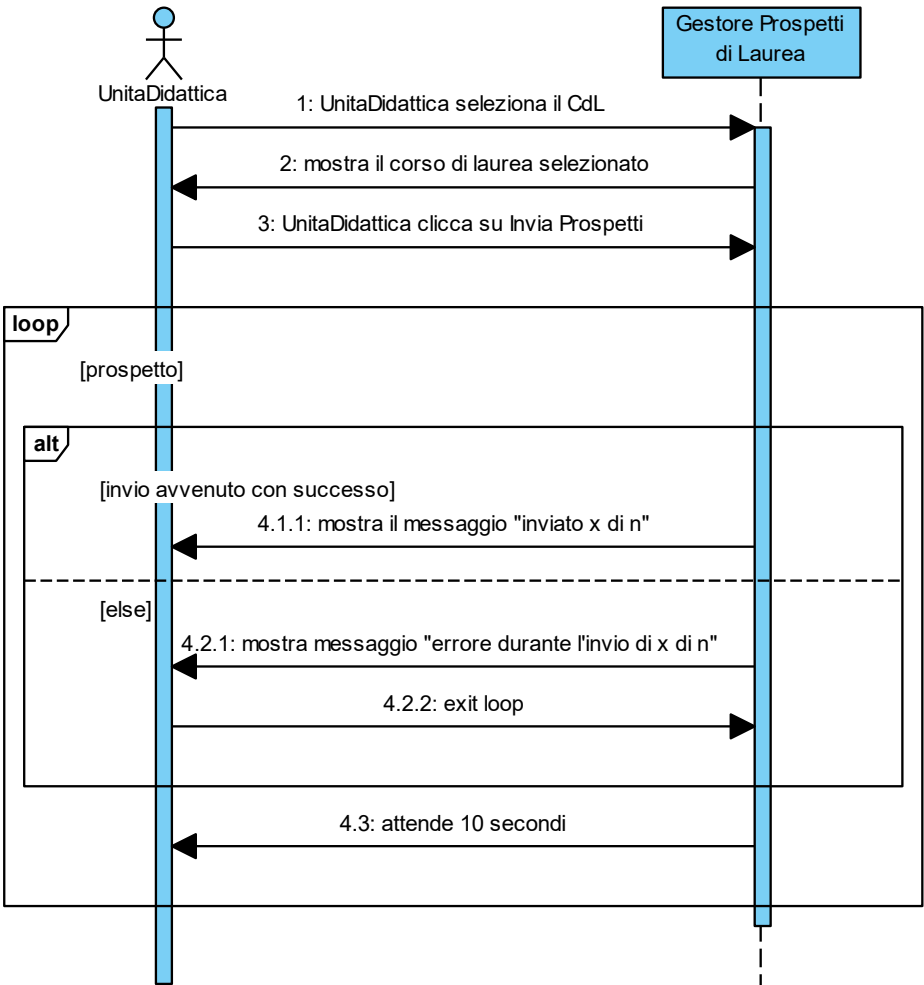 Gestore Prospetti
di Laurea
UnitaDidattica
1: UnitaDidattica seleziona il CdL
2: mostra il corso di laurea selezionato
3: UnitaDidattica clicca su Invia Prospetti
loop
[prospetto]
alt
[invio avvenuto con successo]
4.1.1: mostra il messaggio "inviato x di n"
[else]
4.2.1: mostra messaggio "errore durante l'invio di x di n"
4.2.2: exit loop
4.3: attende 10 secondi